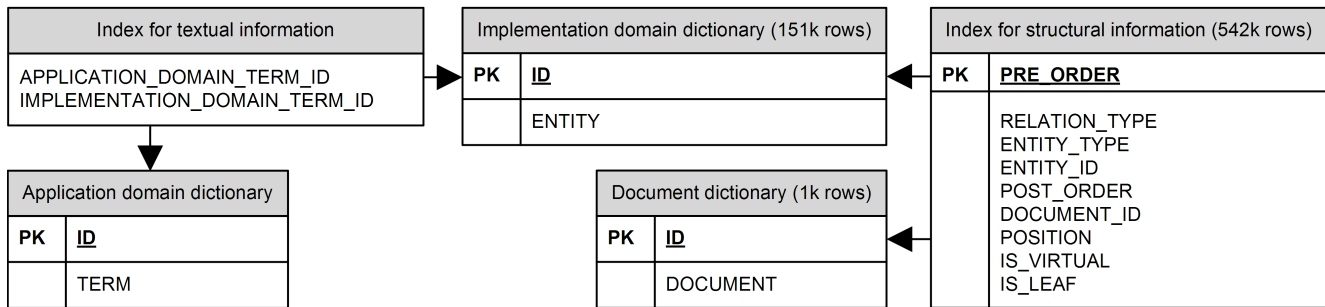 Index for textual information
APPLICATION_DOMAIN_TERM_ID
IMPLEMENTATION_DOMAIN_TERM_ID
Implementation domain dictionary (151k rows)
PK ID
ENTITY
Index for structural information (542k rows)
PK PRE_ORDER
RELATION_TYPE
ENTITY_TYPE
ENTITY_ID
POST_ORDER
DOCUMENT_ID
POSITION
IS_VIRTUAL
IS_LEAF
Application domain dictionary
PK ID
TERM
Document dictionary (1k rows)
PK ID
DOCUMENT